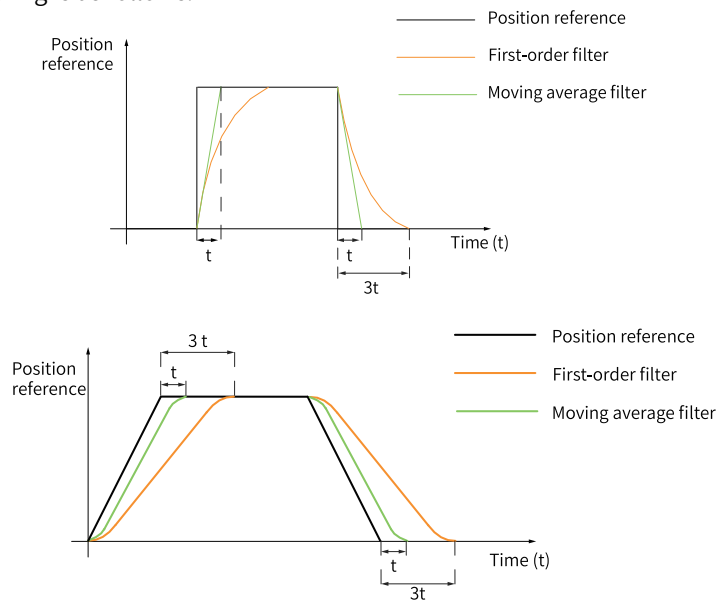 Position reference
Position
reference
First-order filter
Moving average filter
Time (t)
t
t
3t
3 t
t
Position reference
Position
reference
First-order filter
Moving average filter
Time (t)
t
3t